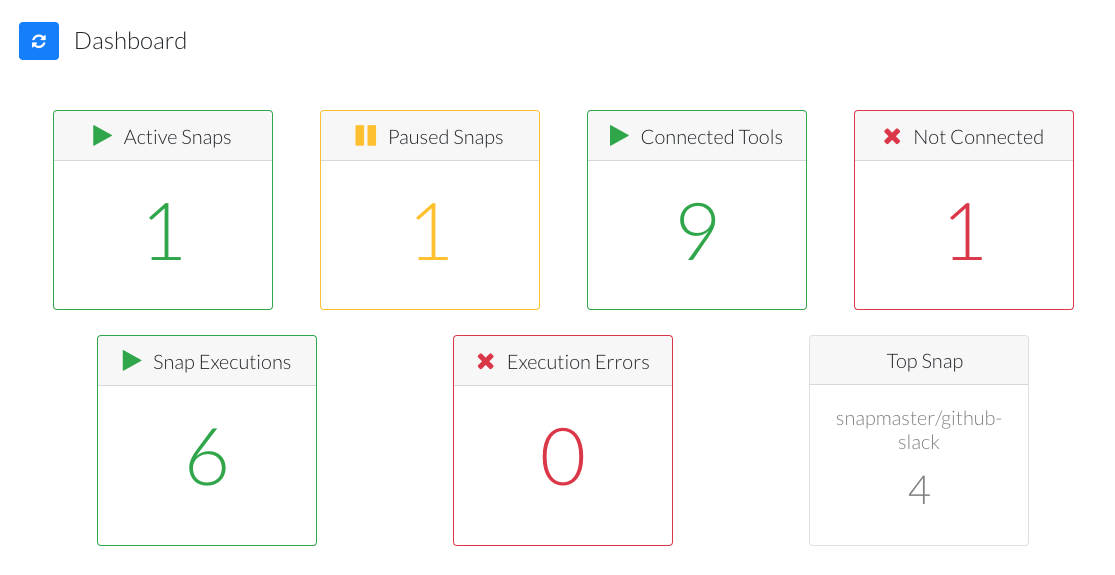 Dashboard
Active Snaps
Paused Snaps
Connected Tools
Not Connected
1
1
9
1
Snap Executions
Execution Errors
Top Snap
6
0
snapmaster/github-
slack
4